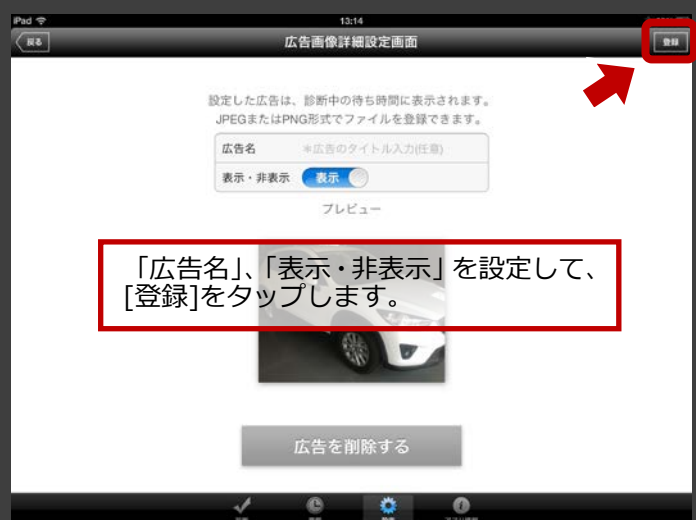 iPad
13:14
戻る
広告画像詳細設定画面
登録
設定した広告は、診断中の待ち時間に表示されます。
JPEGまたはPNG形式でファイルを登録できます。
広告名 *広告のタイトル入力(任意)
表示・非表示 表示
プレビュー
「広告名」、「表示・非表示」を設定して、
[登録]をタップします。
広告を削除する